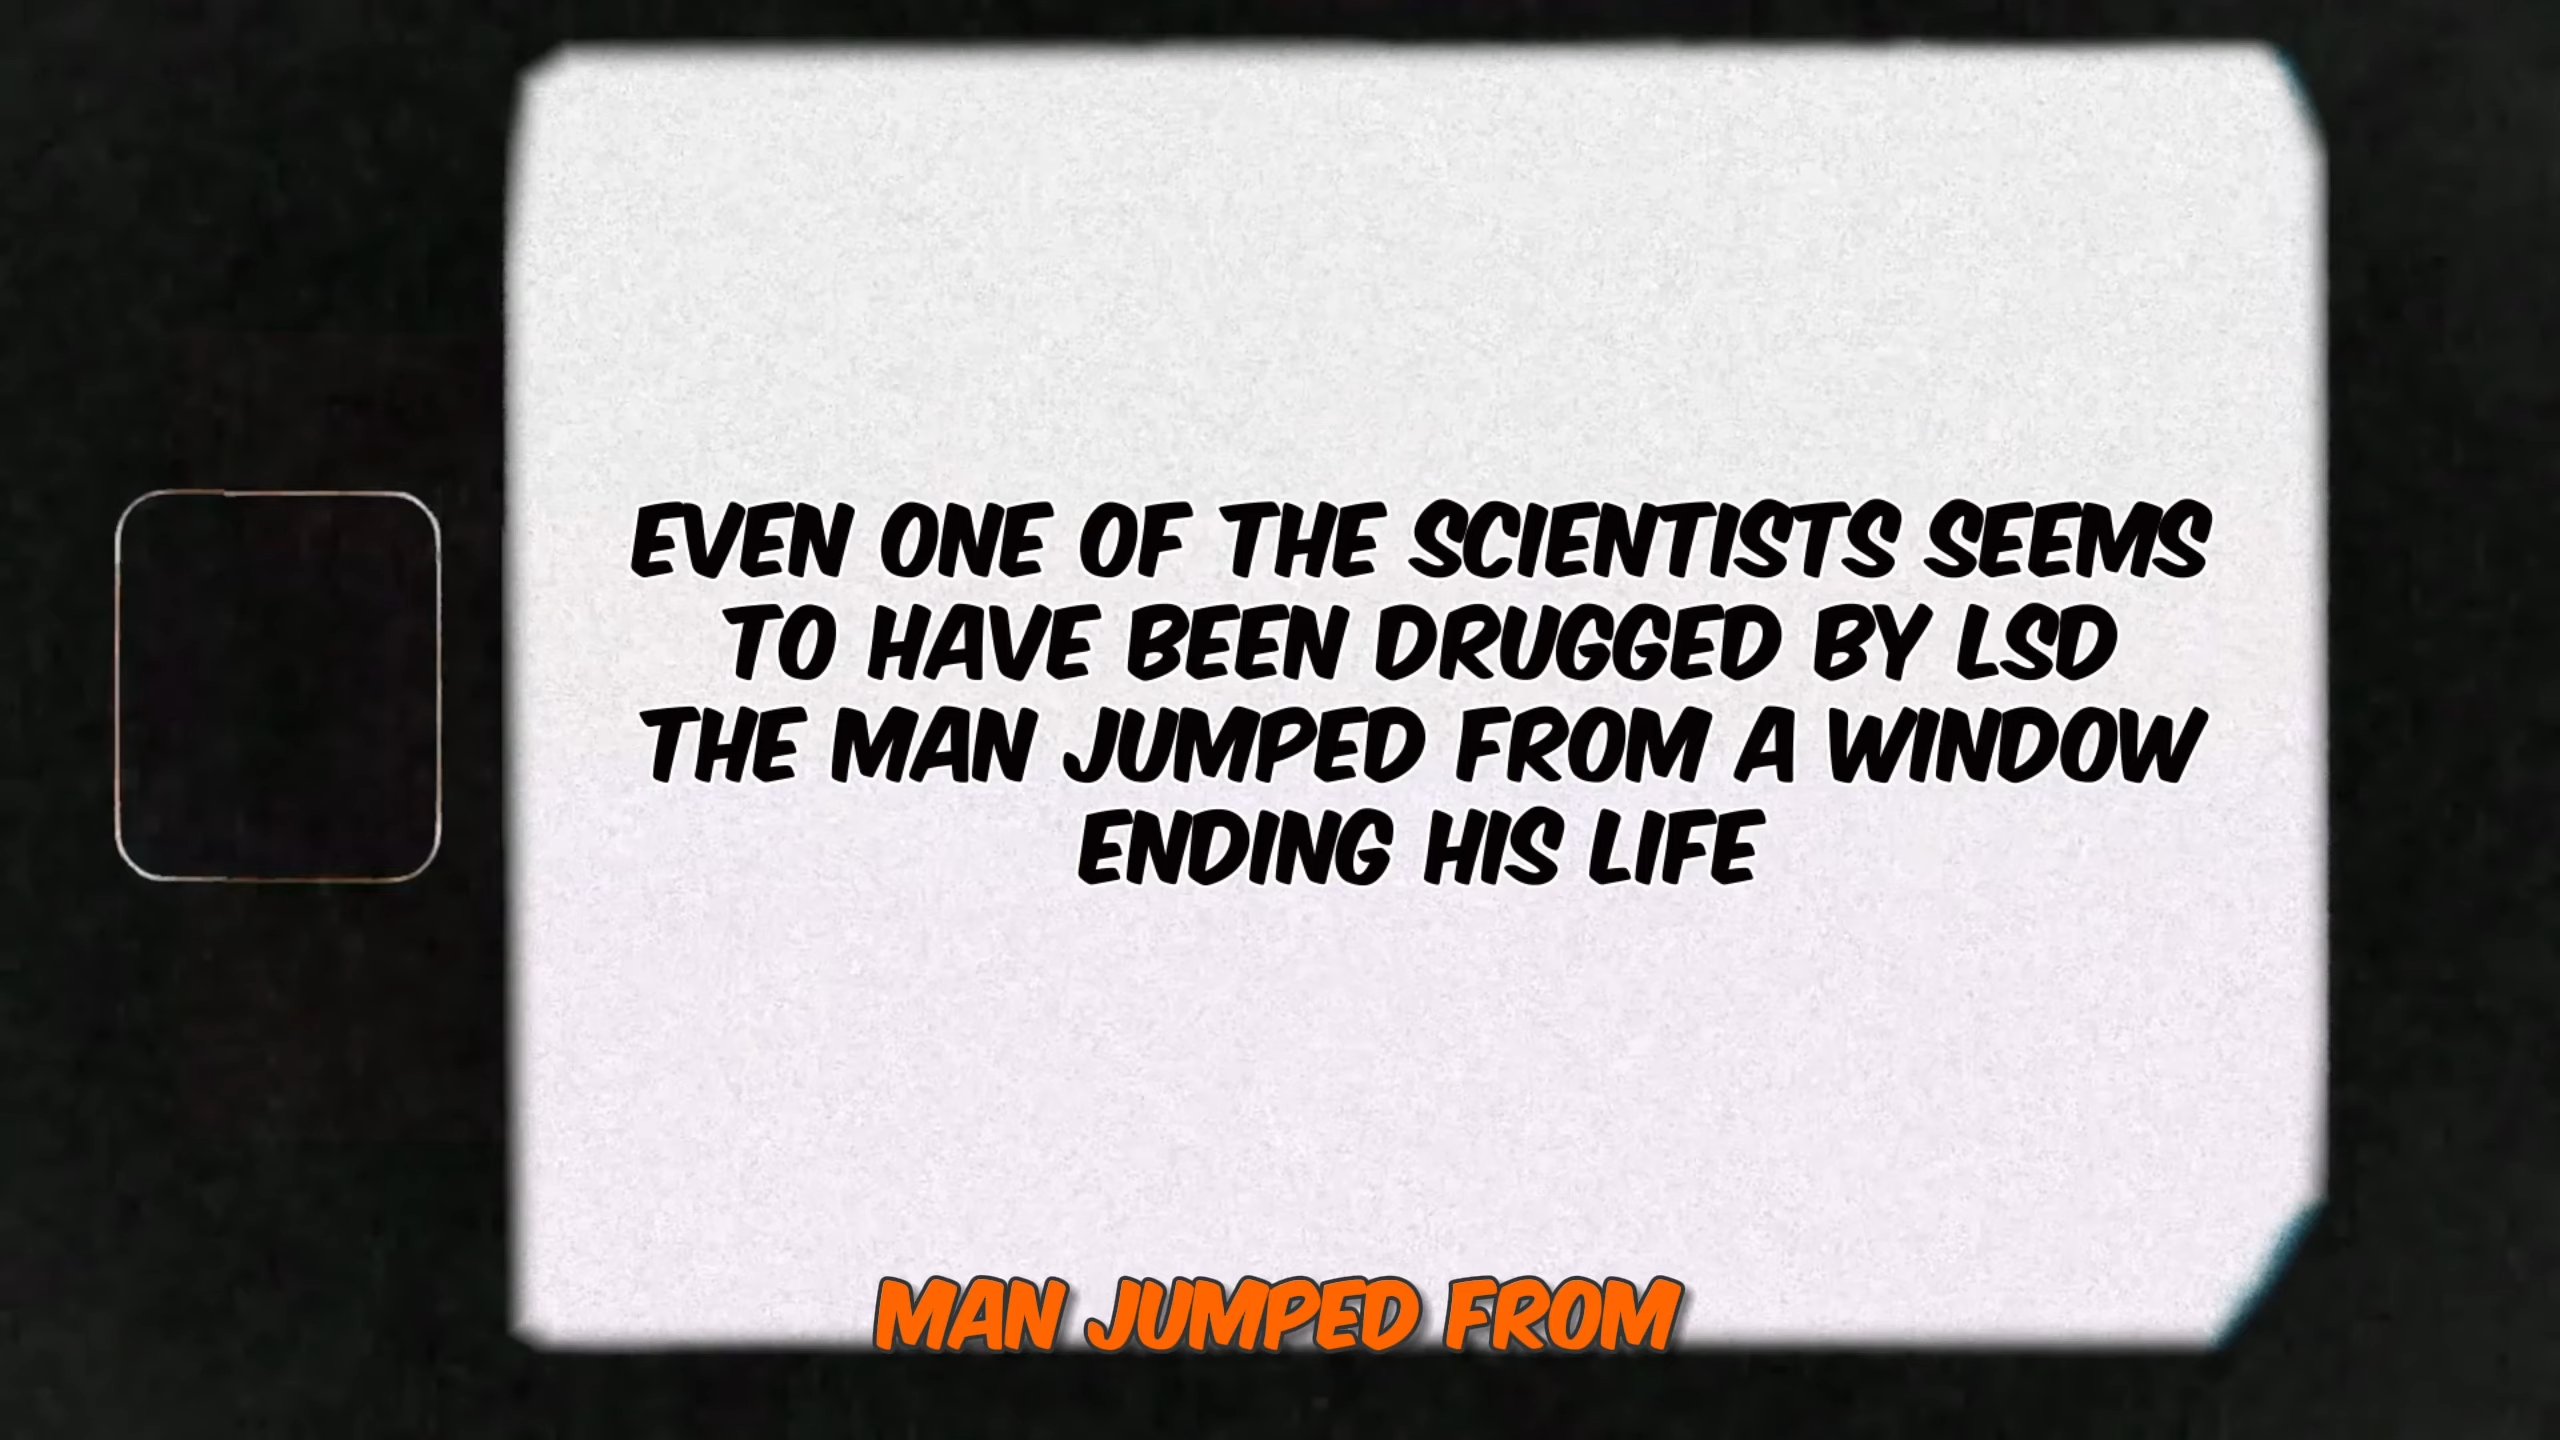 EVEN ONE OF THE SCIENTISTS SEEMS
TO HAVE BEEN DRUGGED BY LSD
THE MAN JUMPED FROM A WINDOW
ENDING HIS LIFE
MAN JUMPED FROM